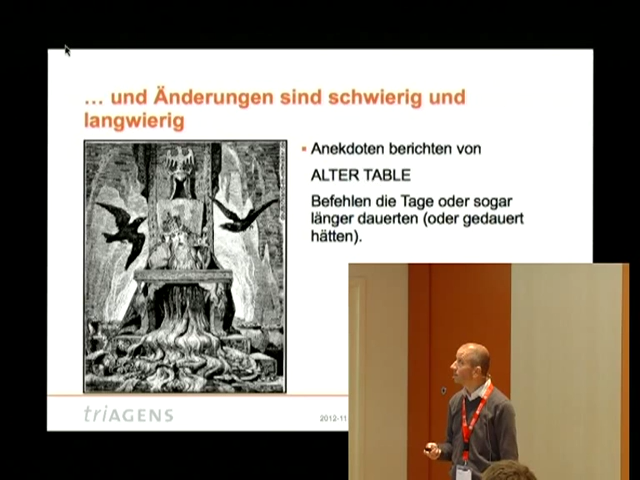 ... und Änderungen sind schwierig und
langwierig
Anekdoten berichten von
ALTER TABLE
Befehlen die Tage oder sogar
länger dauerten (oder gedauert
hätten).
triAGENS
2012-11